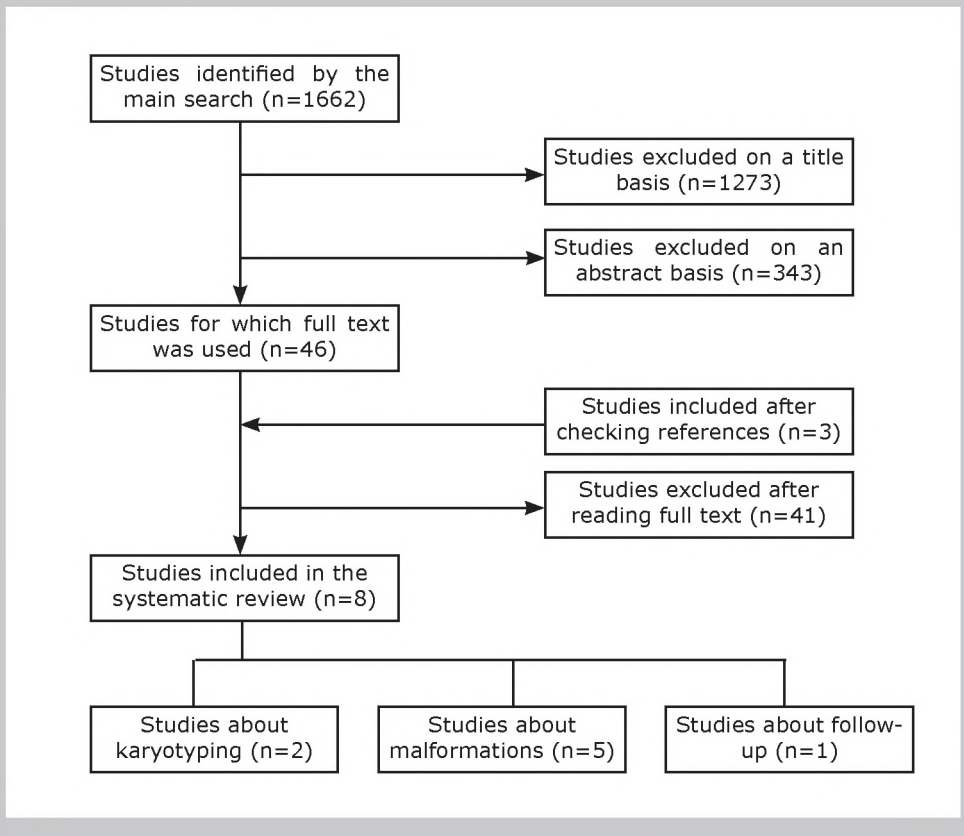 Studies identified by the
main search (n=1662)
Studies excluded on a title
basis (n=1273)
Studies excluded on an
abstract basis (n=343)
Studies for which full text
was used (n=46)
Studies included after
checking references (n=3)
Studies excluded after
reading full text (n=41)
Studies included in the
systematic review (n=8)
Studies about
karyotyping (n=2)
Studies about
malformations (n=5)
Studies about follow-
up (n=1)